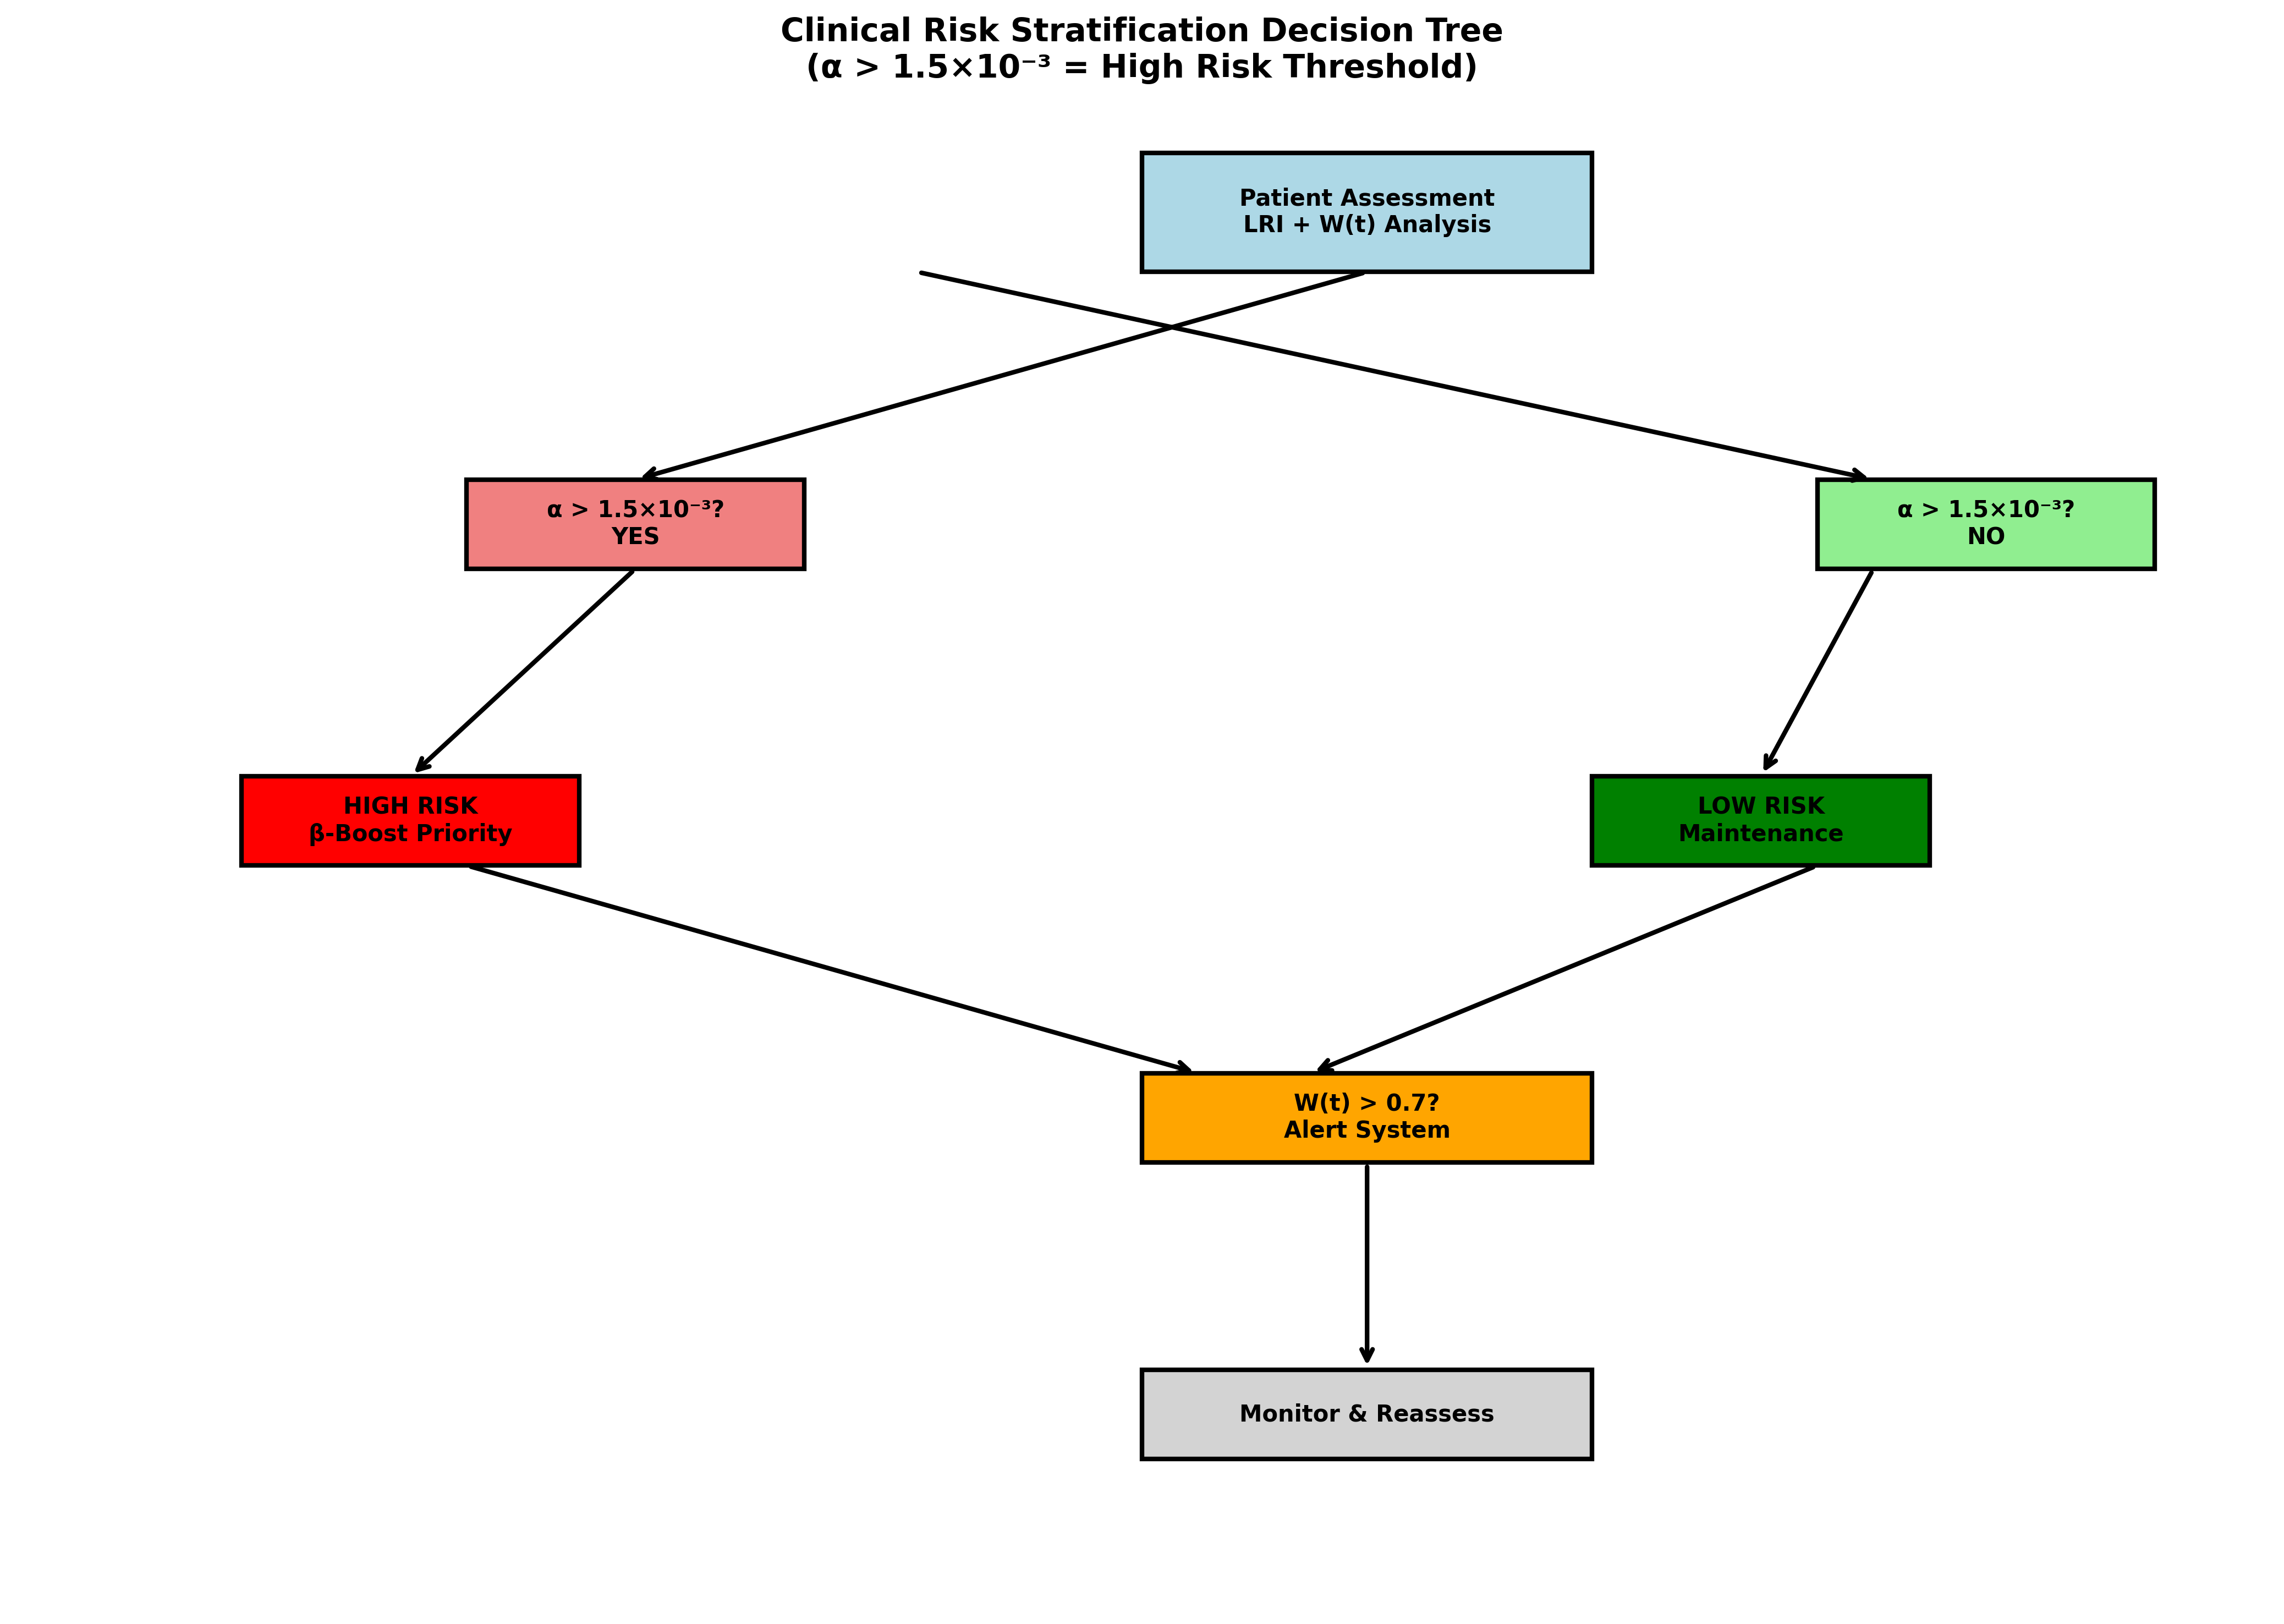 Clinical Risk Stratification Decision Tree
(α > 1.5×10⁻³ = High Risk Threshold)
Patient Assessment
LRI + W(t) Analysis
α > 1.5×10⁻³?
YES
α > 1.5×10⁻³?
NO
HIGH RISK
β-Boost Priority
LOW RISK
Maintenance
W(t) > 0.7?
Alert System
Monitor & Reassess